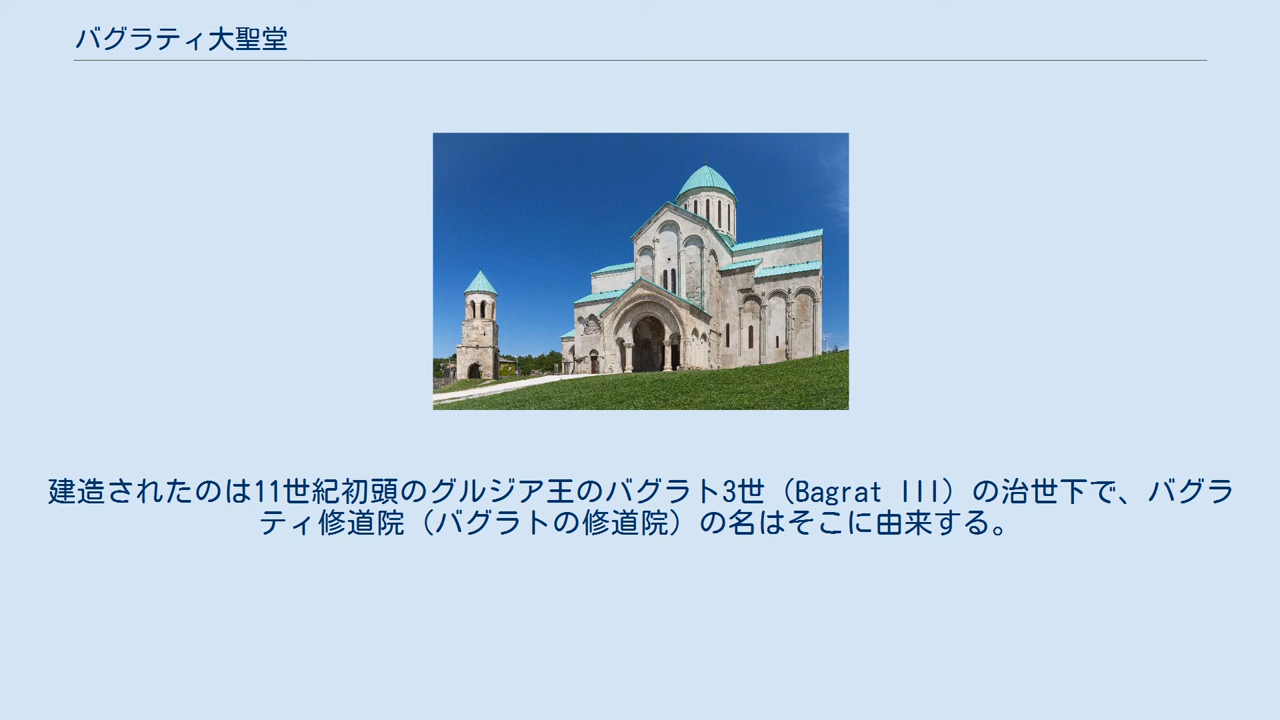 バグラティ大聖堂
建造されたのは11世紀初頭のグルジア王のバグラト3世（Bagrat III）の治世下で、バグラ
ティ修道院（バグラトの修道院）の名はそこに由来する。